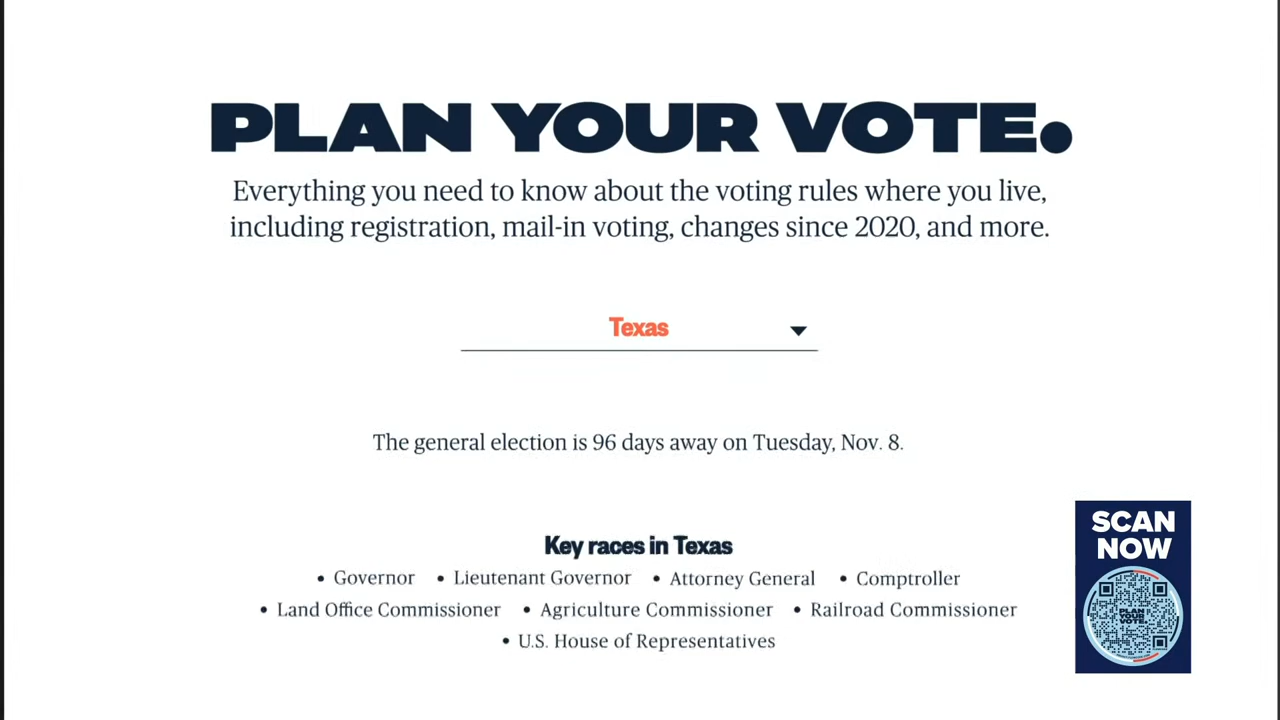 PLAN YOUR VOTE.
Everything you need to know about the voting rules where you live,
including registration, mail-in voting, changes since 2020, and more.
Texas
The general election is 96 days away on Tuesday, Nov. 8.
Key races in Texas
• Governor • Lieutenant Governor • Attorney General • Comptroller
• Land Office Commissioner • Agriculture Commissioner • Railroad Commissioner
• U.S. House of Representatives
SCAN
NOW
PLAN
YOUR
VOTE.